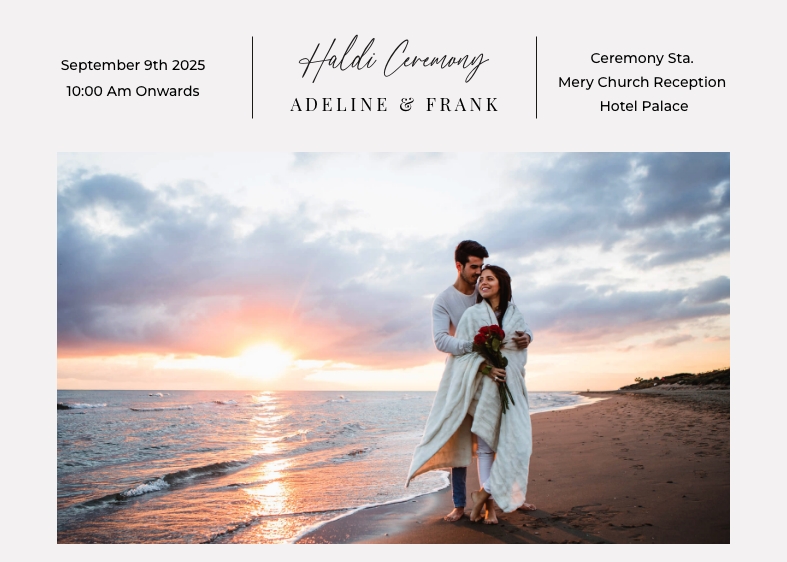 September 9th 2025
10:00 Am Onwards
Haldi Ceremony
ADELINE & FRANK
Ceremony Sta.
Mery Church Reception
Hotel Palace